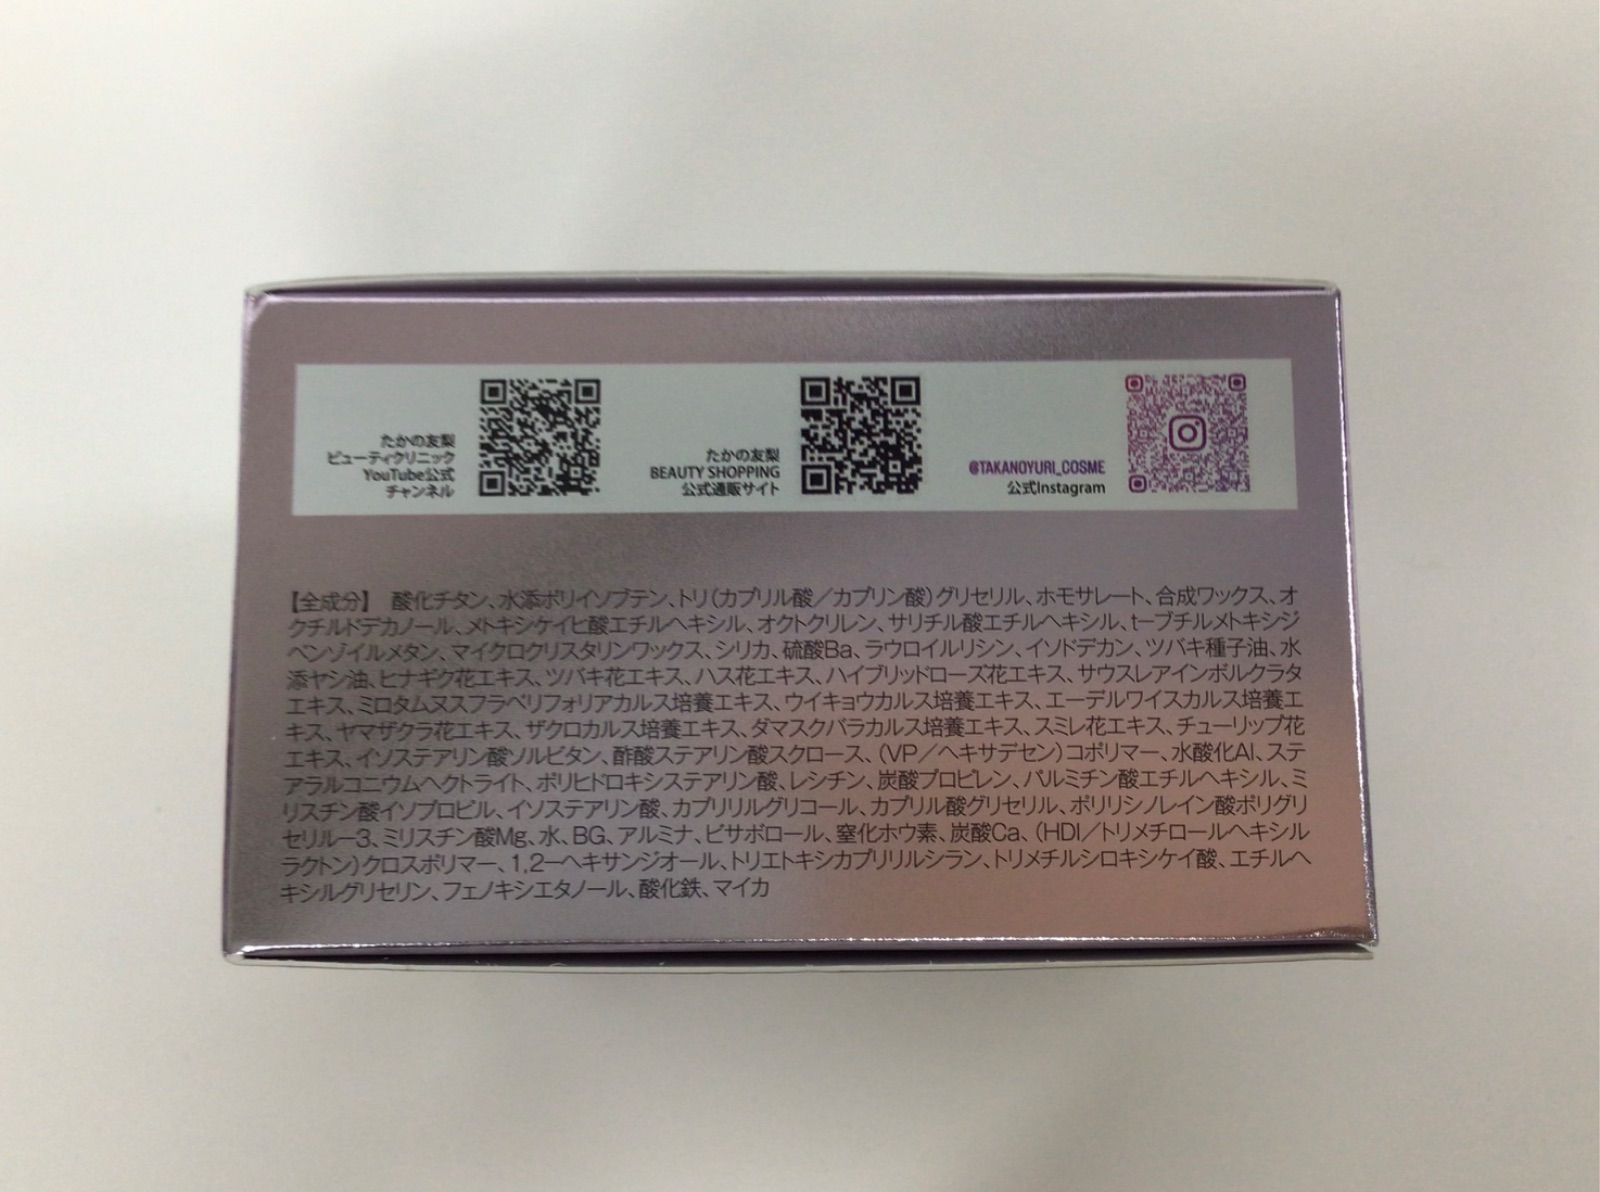 たかの友梨
ビューティクリニック
YouTube公式
チャンネル
たかの友梨
BEAUTY SHOPPING
公式通販サイト
@TAKANOYURI_COSME
公式Instagram
【全成分】 酸化チタン、水添ポリイソブテン、トリ(カプリル酸／カプリン酸)グリセリル、ホモサレート、合成ワックス、オ
クチルドデカノール、メトキシケイヒ酸エチルヘキシル、オクトクリレン、サリチル酸エチルヘキシル、t-ブチルメトキシジ
ベンゾイルメタン、マイクロクリスタリンワックス、シリカ、硫酸Ba、ラウロイルリシン、イソドデカン、ツバキ種子油、水
添ヤシ油、ヒナギク花エキス、ツバキ花エキス、ハス花エキス、ハイブリッドローズ花エキス、サウスレアインボルクラタ
エキス、ミロタムヌスフラベリフォリアカルス培養エキス、ウイキョウカルス培養エキス、エーデルワイスカルス培養エ
キス、ヤマザクラ花エキス、ザクロカルス培養エキス、ダマスクバラカルス培養エキス、スミレ花エキス、チューリップ花
エキス、イソステアリン酸ソルビタン、酢酸ステアリン酸スクロース、(VP／ヘキサデセン)コポリマー、水酸化Al、ステ
アラルコニウムヘクトライト、ポリヒドロキシステアリン酸、レシチン、炭酸プロピレン、パルミチン酸エチルヘキシル、ミ
リスチン酸イソプロピル、イソステアリン酸、カプリリルグリコール、カプリル酸グリセリル、ポリリシノレイン酸ポリグリ
セリル-3、ミリスチン酸Mg、水、BG、アルミナ、ビサボロール、窒化ホウ素、炭酸Ca、(HDI／トリメチロールヘキシル
ラクトン)クロスポリマー、1,2-ヘキサンジオール、トリエトキシカプリリルシラン、トリメチルシロキシケイ酸、エチルヘ
キシルグリセリン、フェノキシエタノール、酸化鉄、マイカ